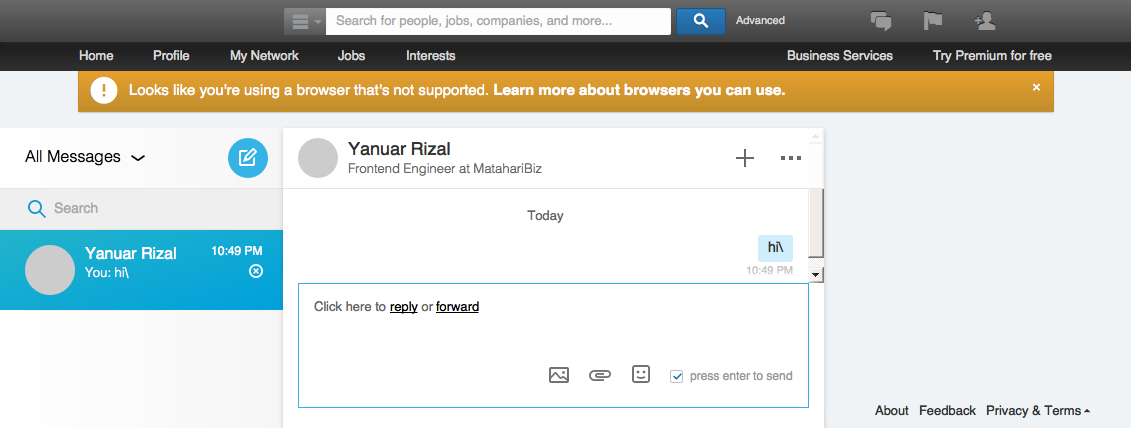 Search for people, jobs, companies, and more...
Advanced
Home Profile My Network Jobs Interests Business Services Try Premium for free
! Looks like you're using a browser that's not supported. Learn more about browsers you can use. ×
All Messages
Yanuar Rizal
Frontend Engineer at MatahariBiz
Search
Today
Yanuar Rizal 10:49 PM
You: hi\
hi\
10:49 PM
Click here to reply or forward
press enter to send
About Feedback Privacy & Terms